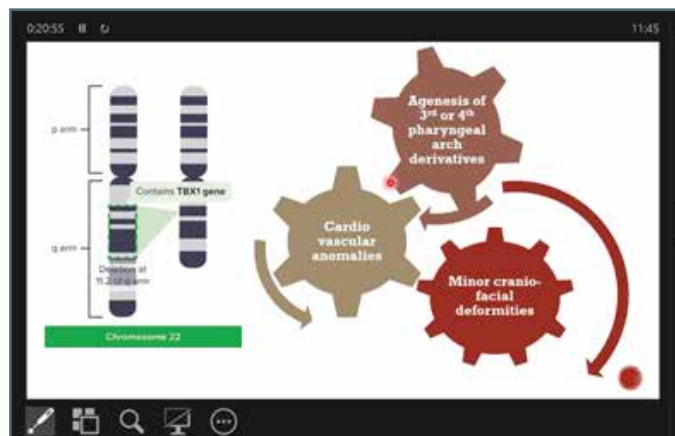 0:20:55
11:45
p arm
Contains TBX1 gene
q arm
Deletion at
11.2 of q arm
Chromosome 22
Agenesis of
3rd or 4th
pharyngeal
arch
derivatives
Cardio
vascular
anomalies
Minor cranio-
facial
deformities